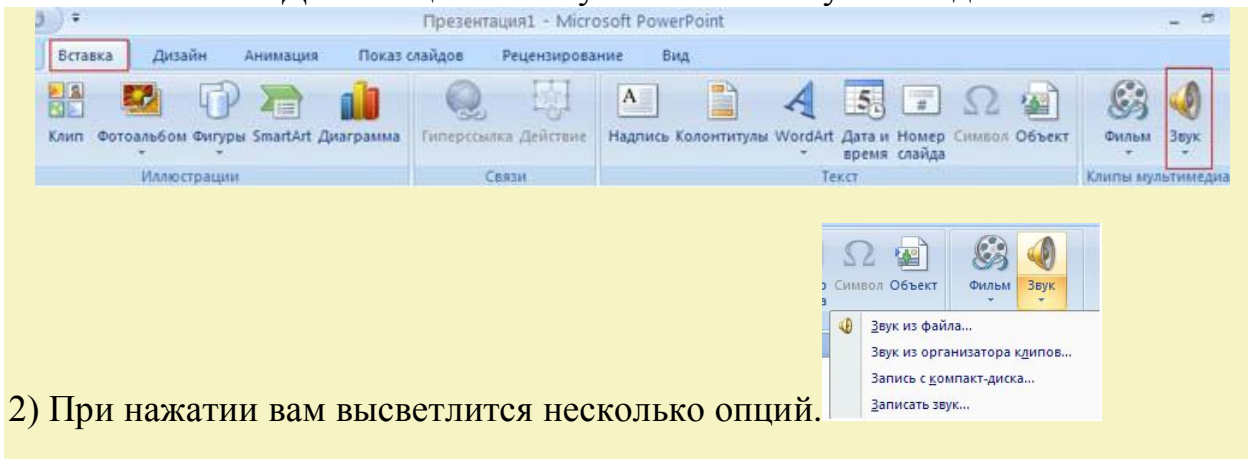 Презентация1 - Microsoft PowerPoint
Вставка Дизайн Анимация Показ слайдов Рецензирование Вид
Клип Фотоальбом Фигуры SmartArt Диаграмма Гиперссылка Действие Надпись Колонтитулы WordArt Дата и время Номер слайда Символ Объект Фильм Звук
Иллюстрации Связи Текст Клипы мультимедиа
Символ Объект Фильм Звук
Звук из файла...
Звук из организатора клипов...
Запись с компакт-диска...
Записать звук...
2) При нажатии вам высветлится несколько опций.